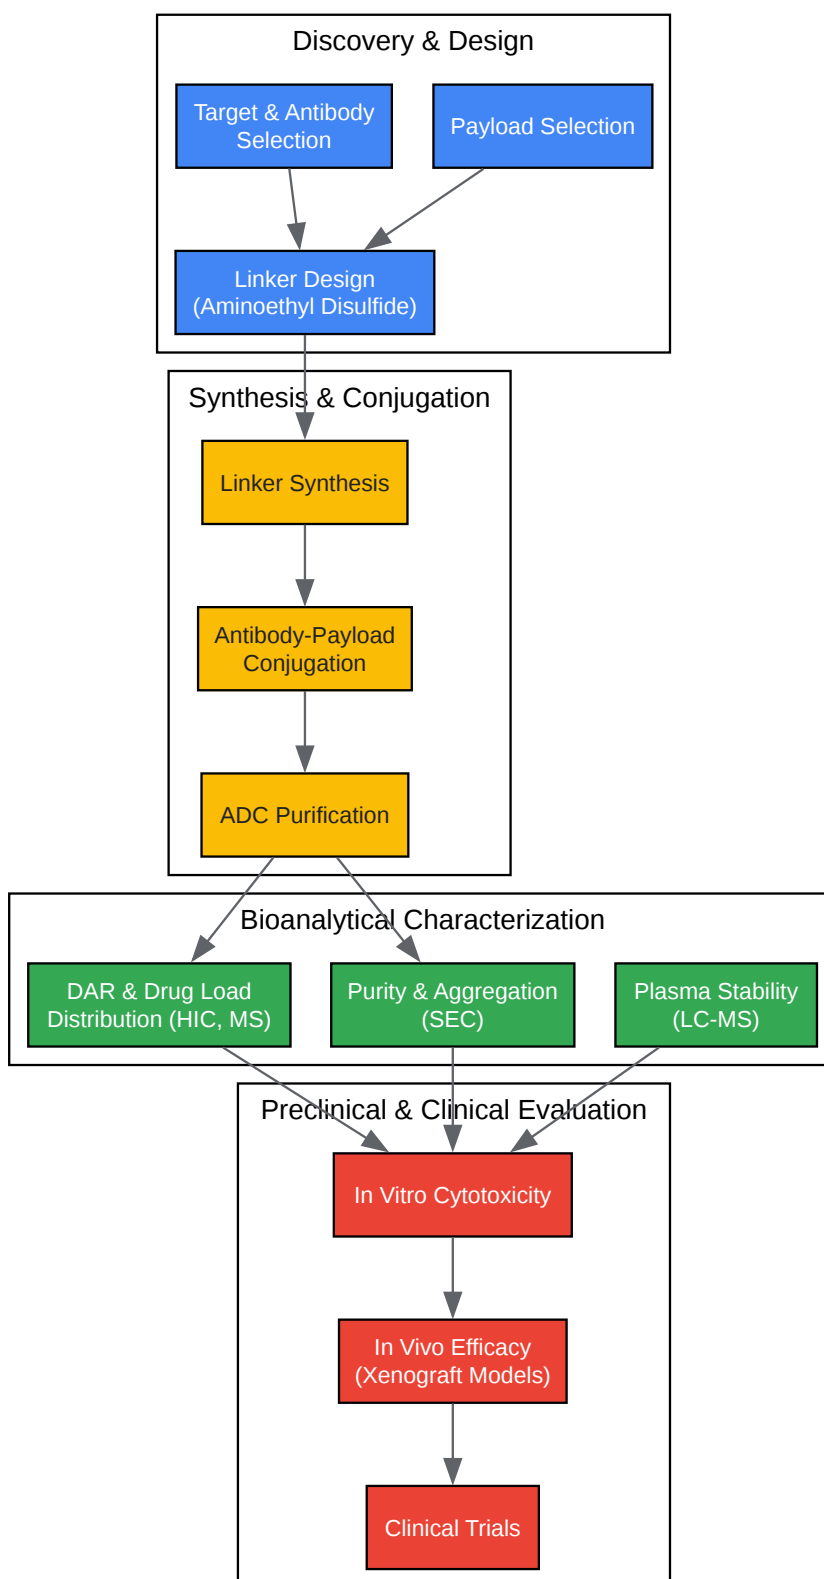 Discovery & Design
Target & Antibody
Selection
Payload Selection
Linker Design
(Aminoethyl Disulfide)
Synthesis & Conjugation
Linker Synthesis
Antibody-Payload
Conjugation
ADC Purification
Bioanalytical Characterization
DAR & Drug Load
Distribution (HIC, MS)
Purity & Aggregation
(SEC)
Plasma Stability
(LC-MS)
Preclinical & Clinical Evaluation
In Vitro Cytotoxicity
In Vivo Efficacy
(Xenograft Models)
Clinical Trials